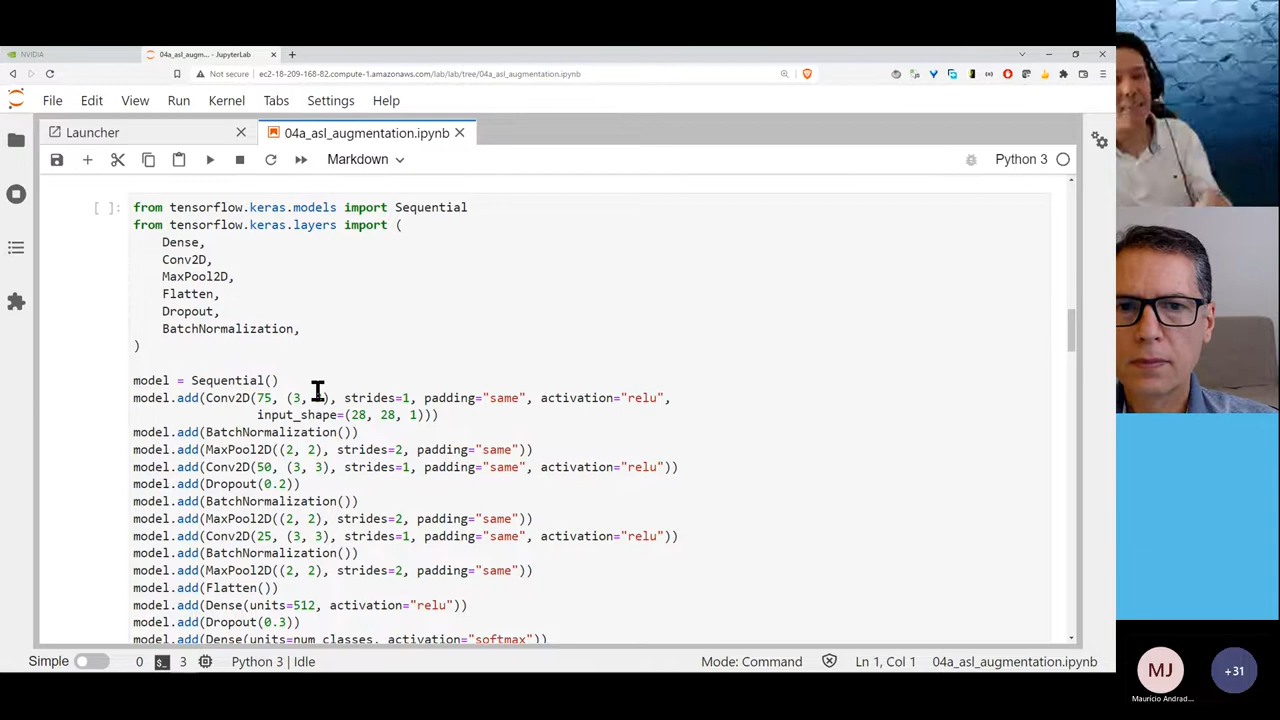 NVIDIA
04a_asl_augm... - JupyterLab
Not secure
ec2-18-209-168-82.compute-1.amazonaws.com/lab/lab/tree/04a_asl_augmentation.ipynb
File Edit View Run Kernel Tabs Settings Help
Launcher
04a_asl_augmentation.ipynb
Markdown
Python 3
[ ]:
from tensorflow.keras.models import Sequential
from tensorflow.keras.layers import (
    Dense,
    Conv2D,
    MaxPool2D,
    Flatten,
    Dropout,
    BatchNormalization,
)
model = Sequential()
model.add(Conv2D(75, (3, ), strides=1, padding="same", activation="relu",
                 input_shape=(28, 28, 1)))
model.add(BatchNormalization())
model.add(MaxPool2D((2, 2), strides=2, padding="same"))
model.add(Conv2D(50, (3, 3), strides=1, padding="same", activation="relu"))
model.add(Dropout(0.2))
model.add(BatchNormalization())
model.add(MaxPool2D((2, 2), strides=2, padding="same"))
model.add(Conv2D(25, (3, 3), strides=1, padding="same", activation="relu"))
model.add(BatchNormalization())
model.add(MaxPool2D((2, 2), strides=2, padding="same"))
model.add(Flatten())
model.add(Dense(units=512, activation="relu"))
model.add(Dropout(0.3))
model.add(Dense(units=num_classes, activation="softmax"))
Simple 0 3 Python 3 | Idle Mode: Command Ln 1, Col 1 04a_asl_augmentation.ipynb
MJ
Maurício Andrad...
+31